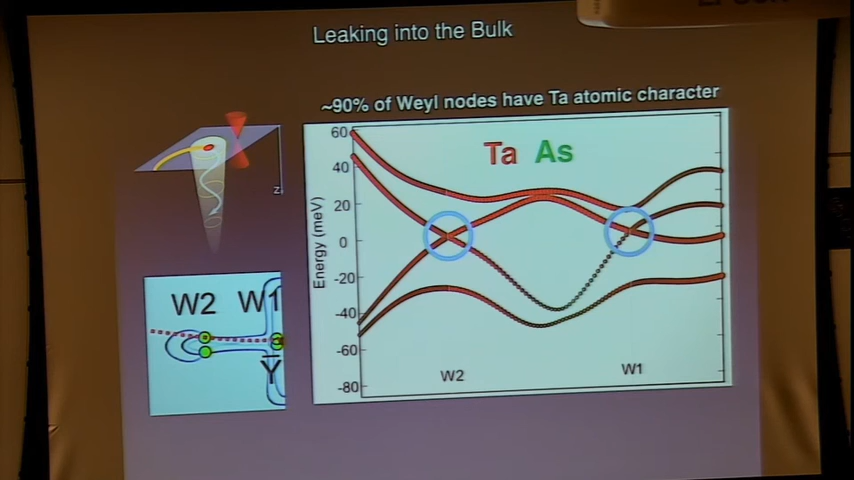 Leaking into the Bulk
~90% of Weyl nodes have Ta atomic character
Ta As
Energy (meV)
60
40
20
0
-20
-40
-60
-80
W2
W1
z
W2 W1
Y